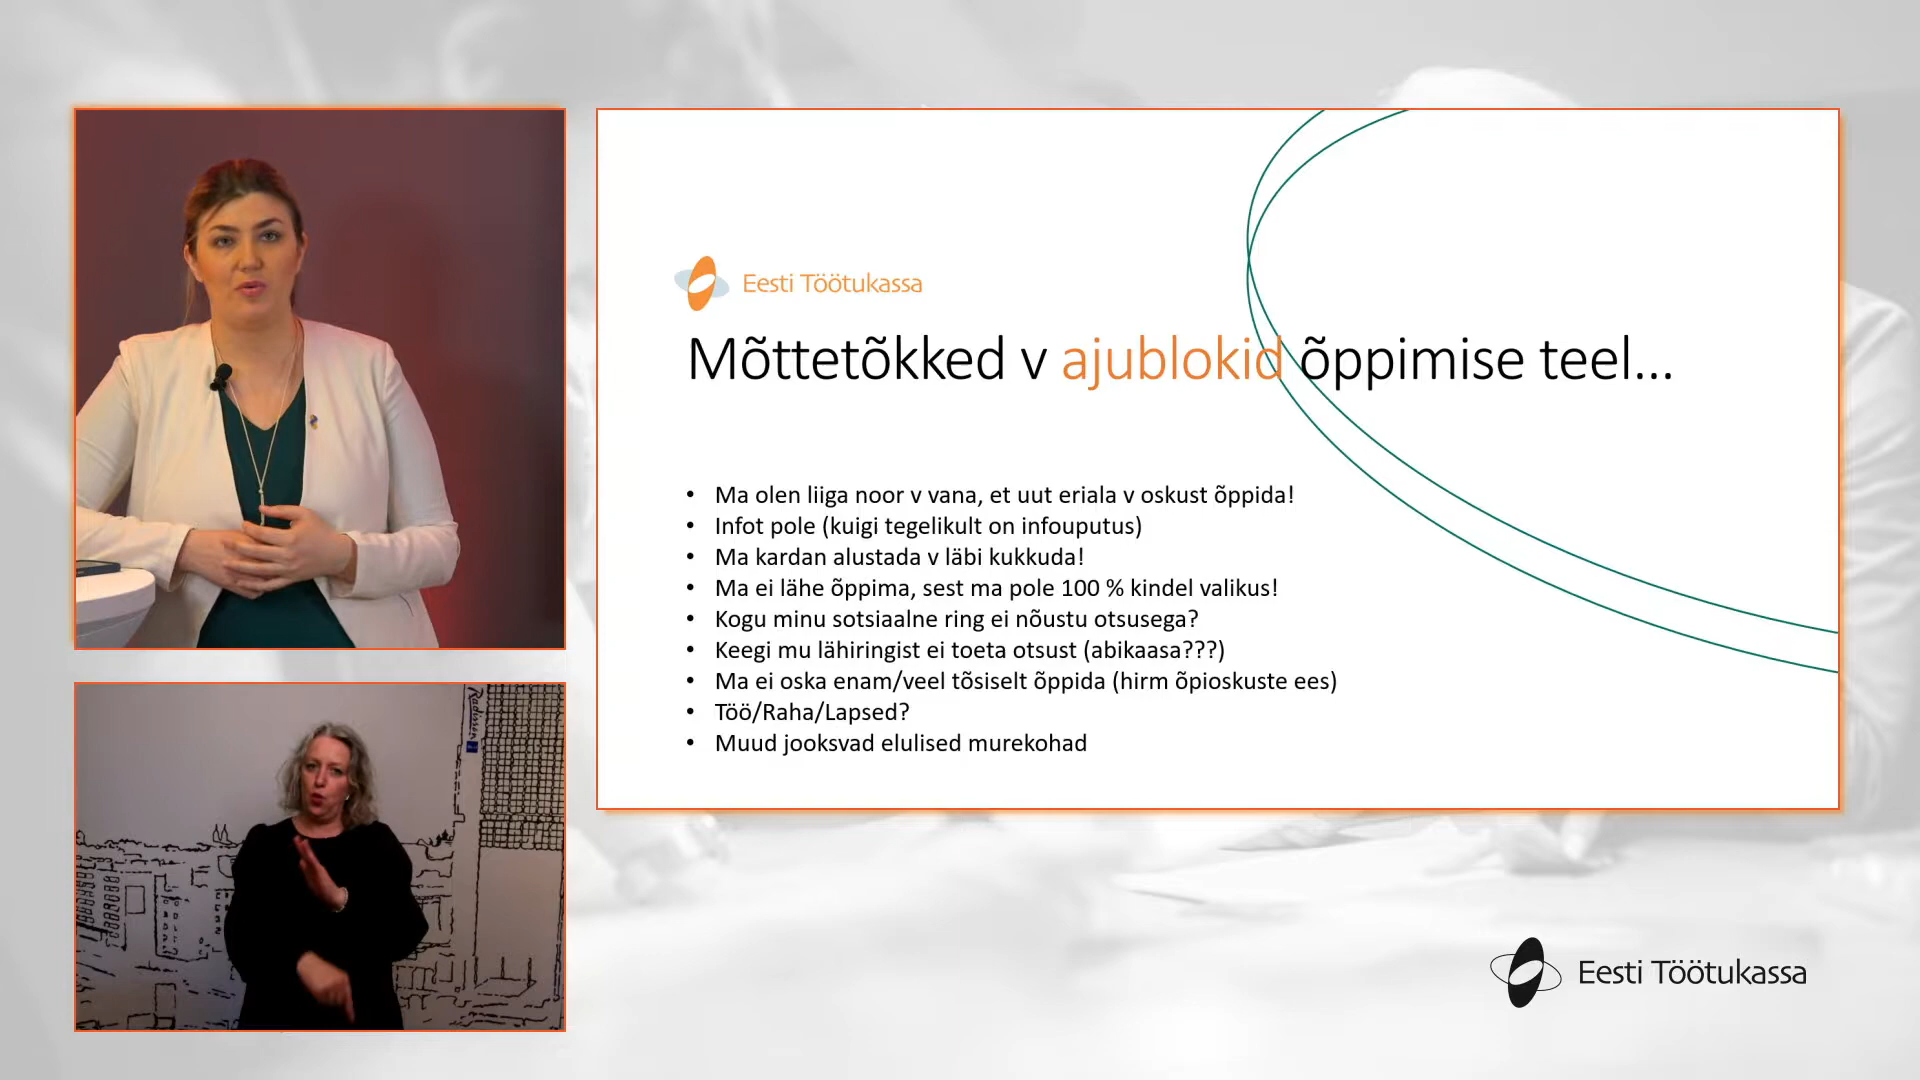 Eesti Töötukassa
Mõttetõkked v ajublokid õppimise teel...
• Ma olen liiga noor v vana, et uut eriala v oskust õppida!
• Infot pole (kuigi tegelikult on infouputus)
• Ma kardan alustada v läbi kukkuda!
• Ma ei lähe õppima, sest ma pole 100 % kindel valikus!
• Kogu minu sotsiaalne ring ei nõustu otsusega?
• Keegi mu lähiringist ei toeta otsust (abikaasa???)
• Ma ei oska enam/veel tõsiselt õppida (hirm õpioskuste ees)
• Töö/Raha/Lapsed?
• Muud jooksvad elulised murekohad
Radisson
Eesti Töötukassa